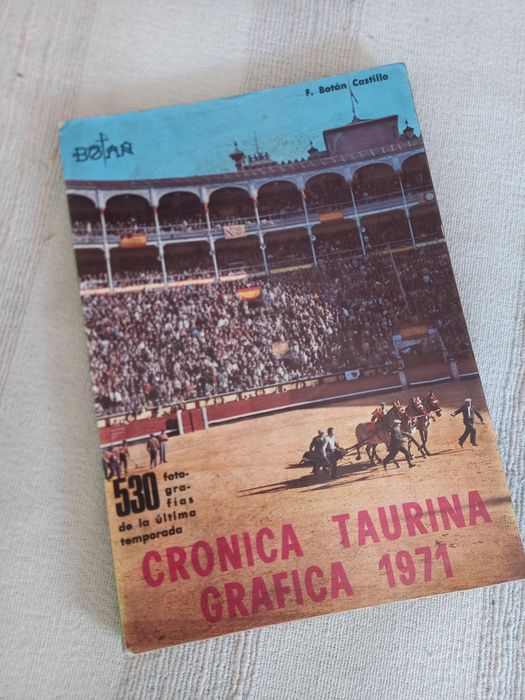 F. Botán Castillo
BOTAN
530 foto-
gra-
fías
de la última
temporada
CRONICA TAURINA
GRAFICA 1971